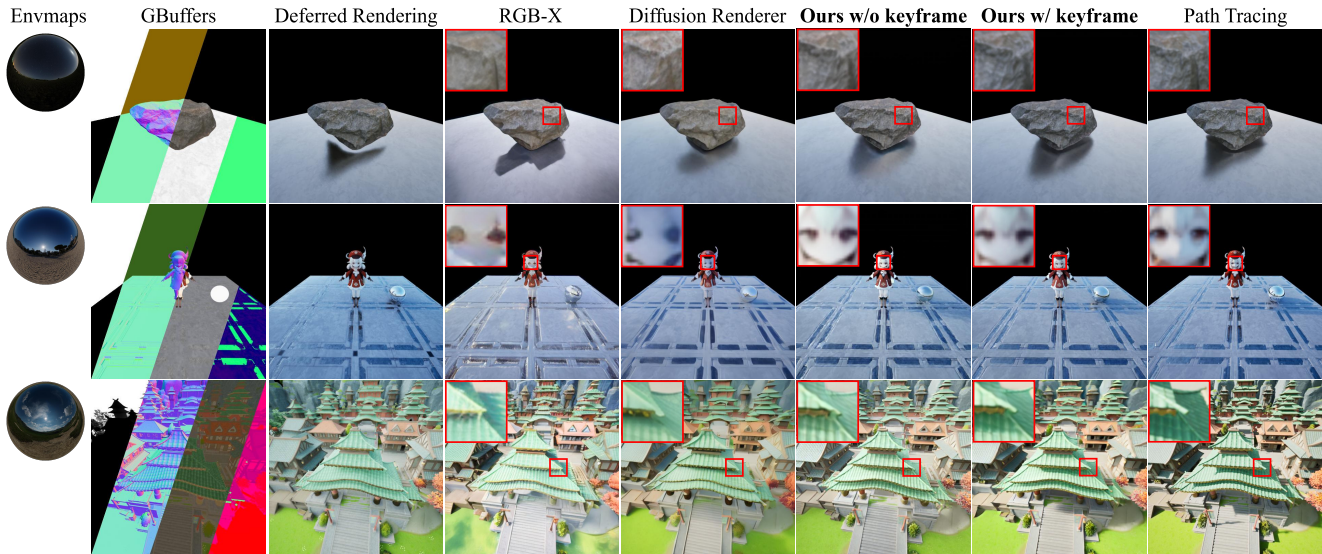 Envmaps GBuffers Deferred Rendering RGB-X Diffusion Renderer Ours w/o keyframe Ours w/ keyframe Path Tracing